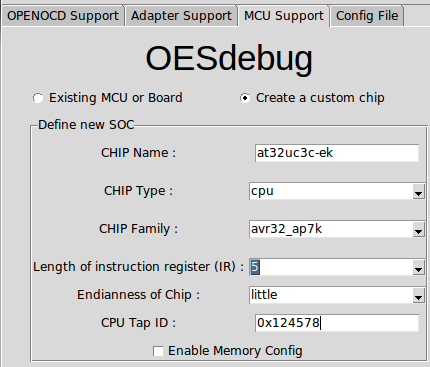 OPENOCD Support Adapter Support MCU Support Config File
OESdebug
Existing MCU or Board Create a custom chip
Define new SOC
CHIP Name : at32uc3c-ek
CHIP Type : cpu
CHIP Family : avr32_ap7k
Length of instruction register (IR) : 5
Endianness of Chip : little
CPU Tap ID : 0x124578
Enable Memory Config